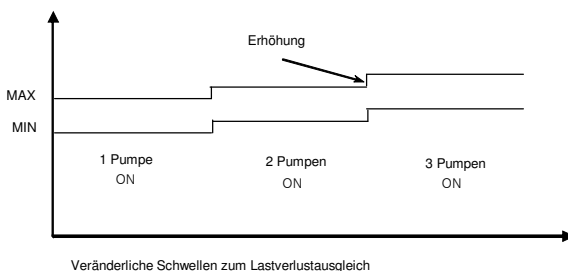 Erhöhung
MAX
MIN
1 Pumpe
ON
2 Pumpen
ON
3 Pumpen
ON
Veränderliche Schwellen zum Lastverlustausgleich